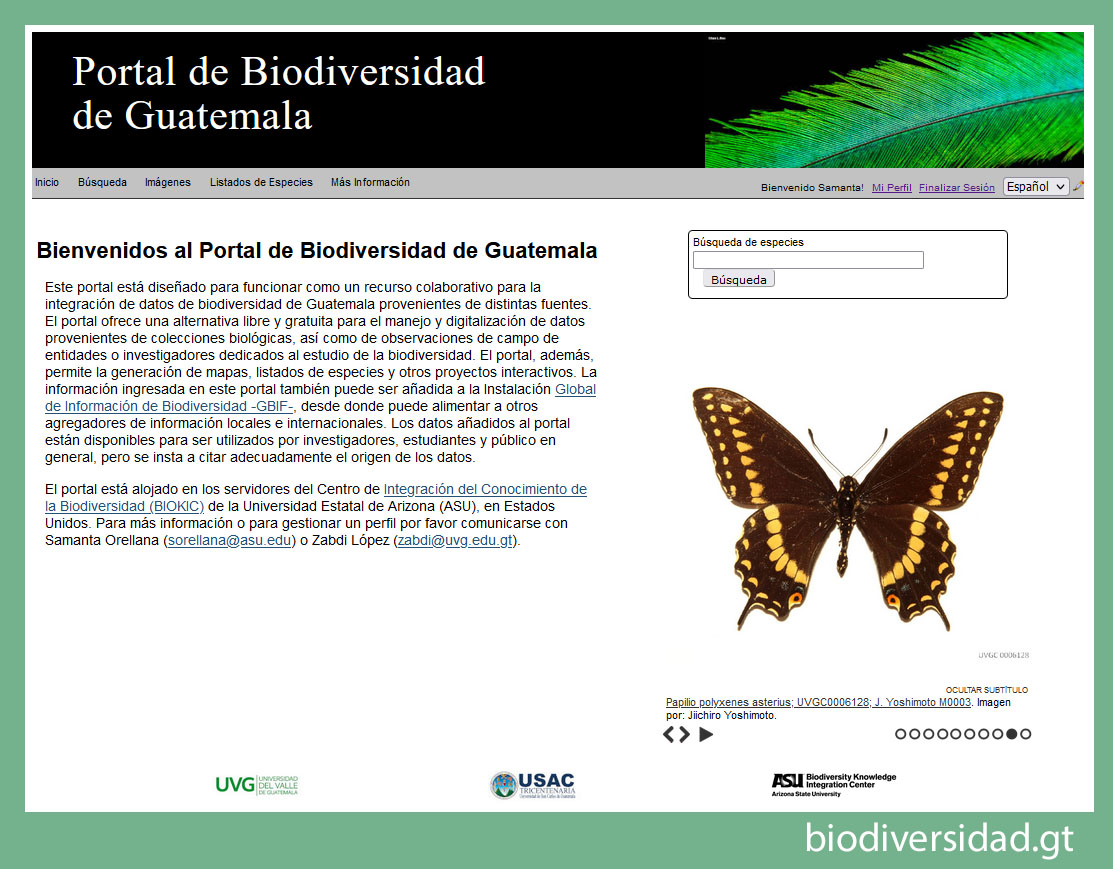 Portal de Biodiversidad
de Guatemala
Inicio Búsqueda Imágenes Listados de Especies Más Información
Bienvenido Samanta! Mi Perfil Finalizar Sesión Español
Bienvenidos al Portal de Biodiversidad de Guatemala
Este portal está diseñado para funcionar como un recurso colaborativo para la
integración de datos de biodiversidad de Guatemala provenientes de distintas fuentes.
El portal ofrece una alternativa libre y gratuita para el manejo y digitalización de datos
provenientes de colecciones biológicas, así como de observaciones de campo de
entidades o investigadores dedicados al estudio de la biodiversidad. El portal, además,
permite la generación de mapas, listados de especies y otros proyectos interactivos. La
información ingresada en este portal también puede ser añadida a la Instalación Global
de Información de Biodiversidad -GBIF-, desde donde puede alimentar a otros
agregadores de información locales e internacionales. Los datos añadidos al portal
están disponibles para ser utilizados por investigadores, estudiantes y público en
general, pero se insta a citar adecuadamente el origen de los datos.
El portal está alojado en los servidores del Centro de Integración del Conocimiento de
la Biodiversidad (BIOKIC) de la Universidad Estatal de Arizona (ASU), en Estados
Unidos. Para más información o para gestionar un perfil por favor comunicarse con
Samanta Orellana (sorellana@asu.edu) o Zabdi López (zabdi@uvg.edu.gt).
Búsqueda de especies
Búsqueda
UVGC 0006128
OCULTAR SUBTÍTULO
Papilio polyxenes asterius; UVGC0006128; J. Yoshimoto M0003. Imagen
por: Jiichiro Yoshimoto.
UVG UNIVERSIDAD
DEL VALLE
DE GUATEMALA
USAC
TRICENTENARIA
Universidad de San Carlos de Guatemala
ASU Biodiversity Knowledge
Integration Center
Arizona State University
biodiversidad.gt